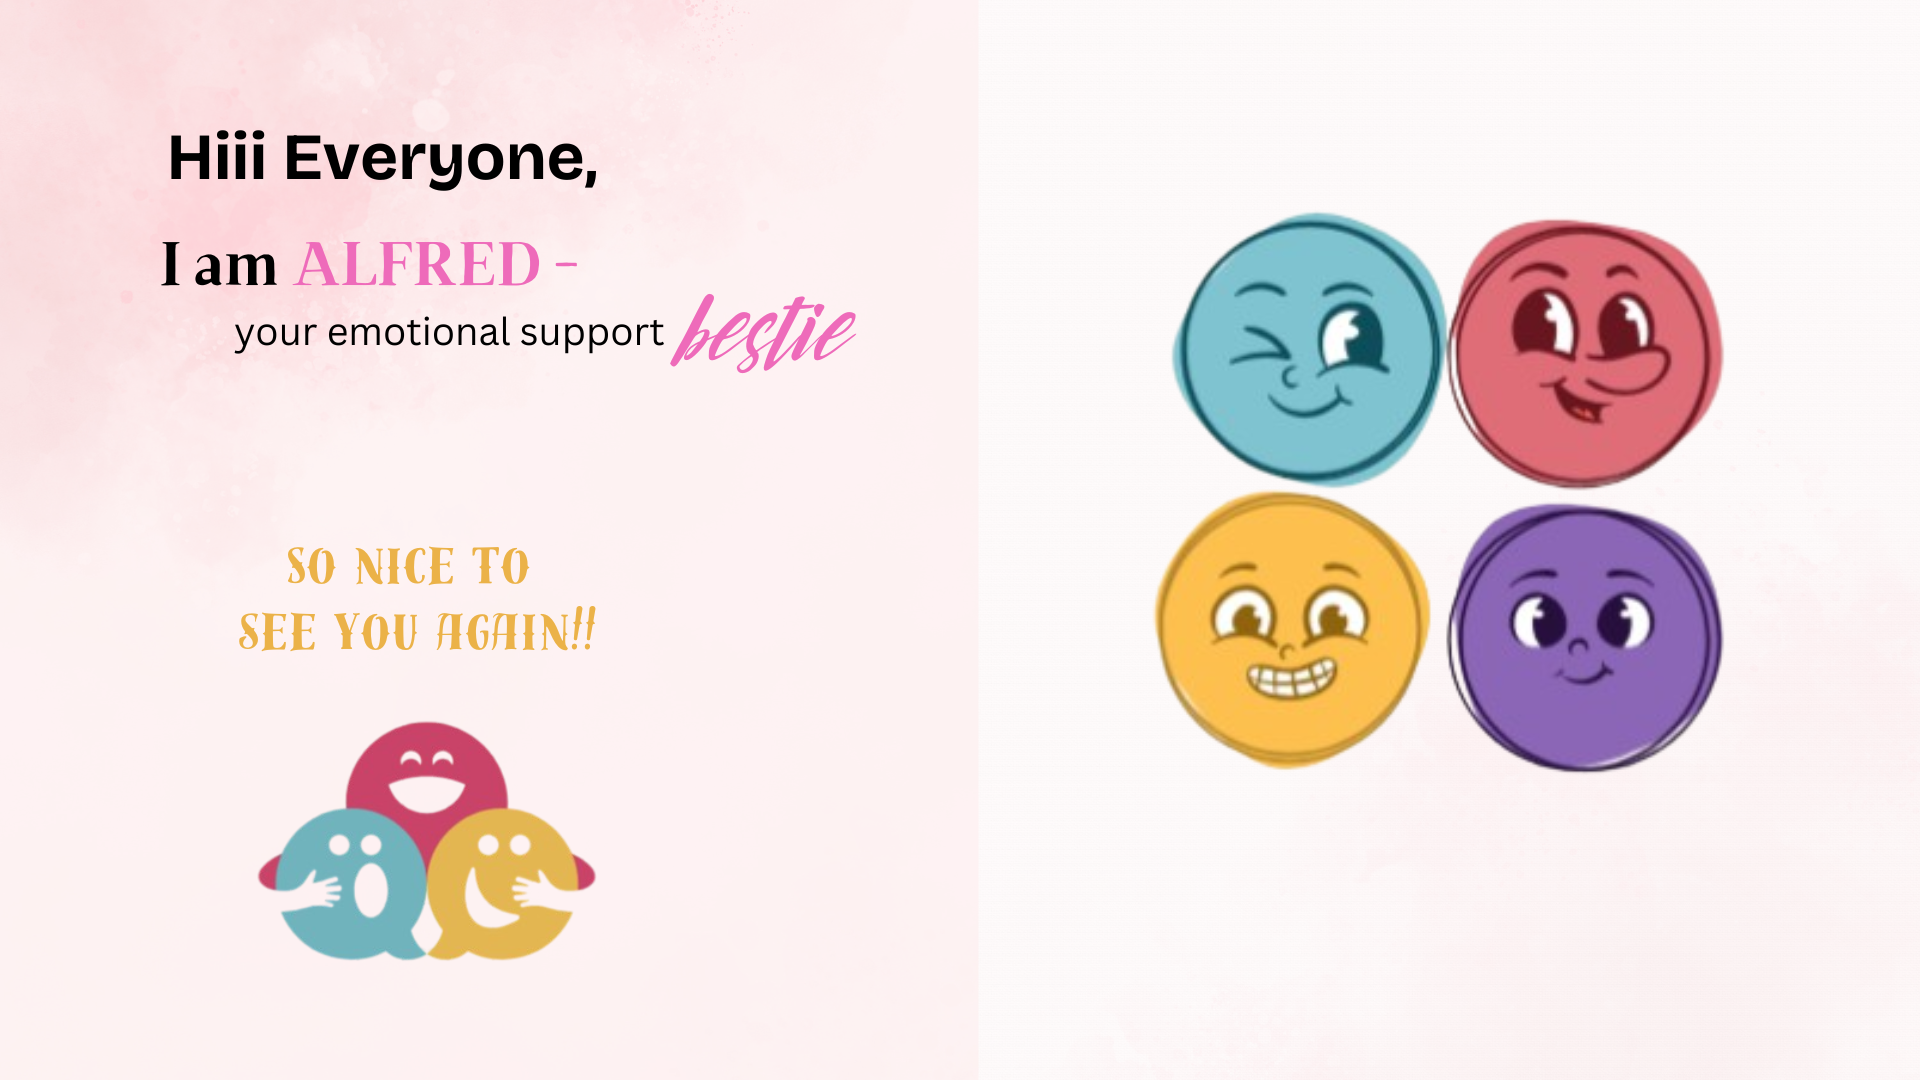 Hiii Everyone,
I am ALFRED -
your emotional support bestie
SO NICE TO
SEE YOU AGAIN!!